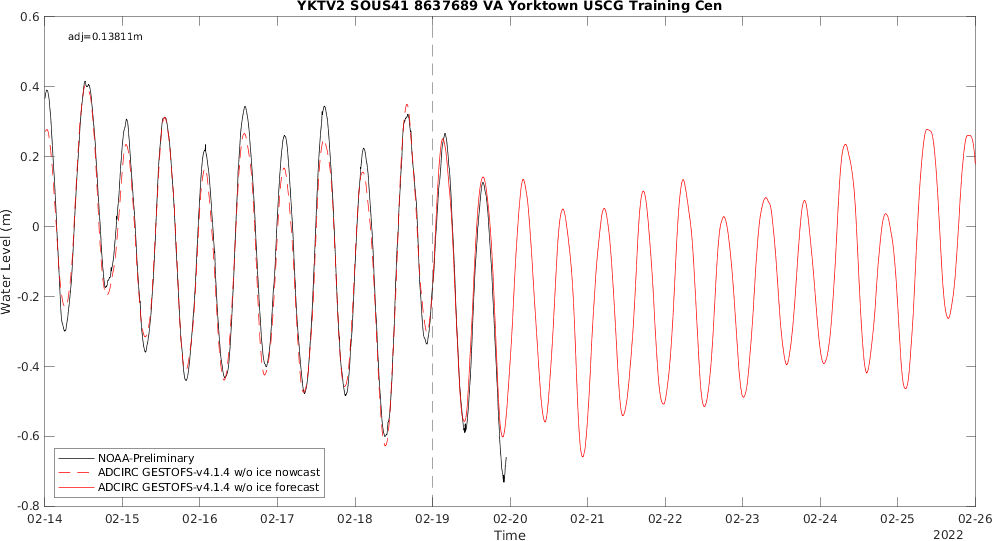 YKTV2 SOUS41 8637689 VA Yorktown USCG Training Cen
adj=0.13811m
0.6
0.4
0.2
0
-0.2
-0.4
-0.6
-0.8
Water Level (m)
NOAA-Preliminary
ADCIRC GESTOFS-v4.1.4 w/o ice nowcast
ADCIRC GESTOFS-v4.1.4 w/o ice forecast
02-14 02-15 02-16 02-17 02-18 02-19 02-20 02-21 02-22 02-23 02-24 02-25 02-26
Time
2022